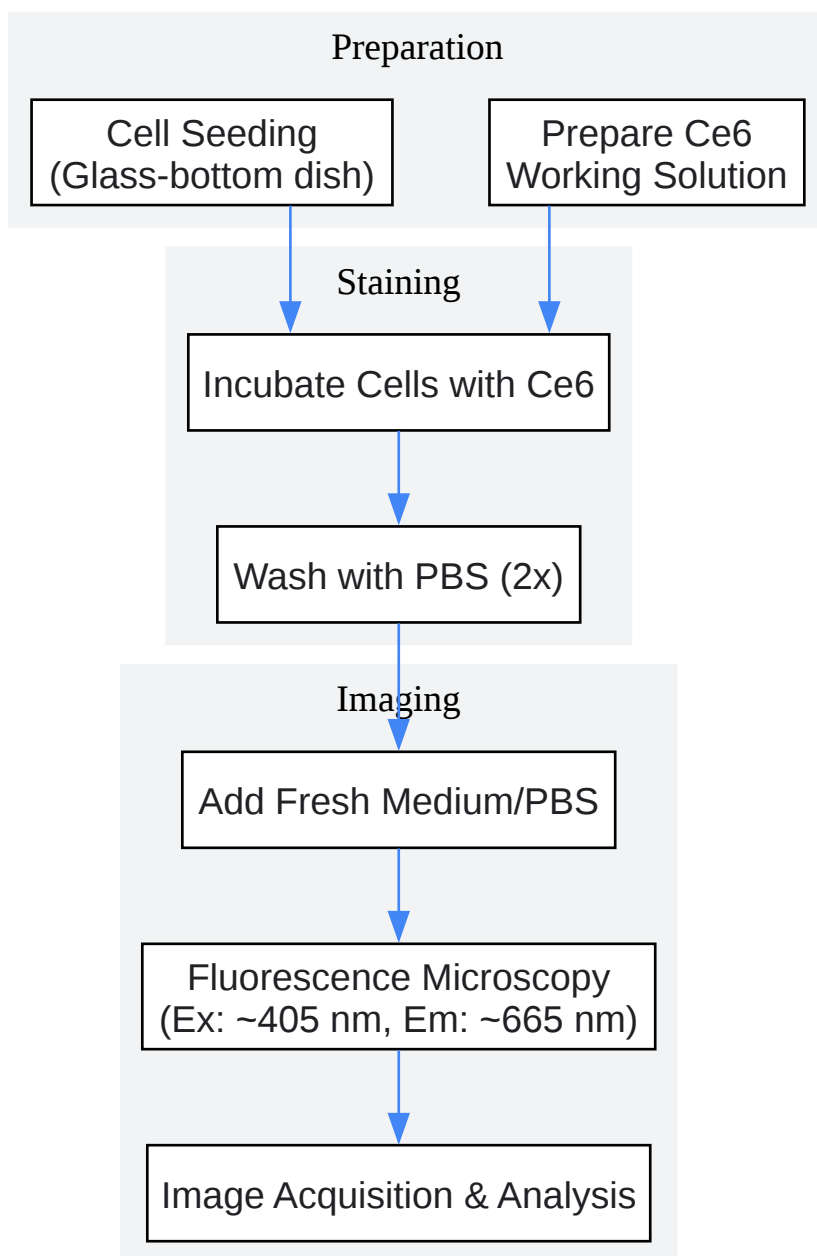 Preparation
Cell Seeding
(Glass-bottom dish)
Prepare Ce6
Working Solution
Staining
Incubate Cells with Ce6
Wash with PBS (2x)
Imaging
Add Fresh Medium/PBS
Fluorescence Microscopy
(Ex: ~405 nm, Em: ~665 nm)
Image Acquisition & Analysis